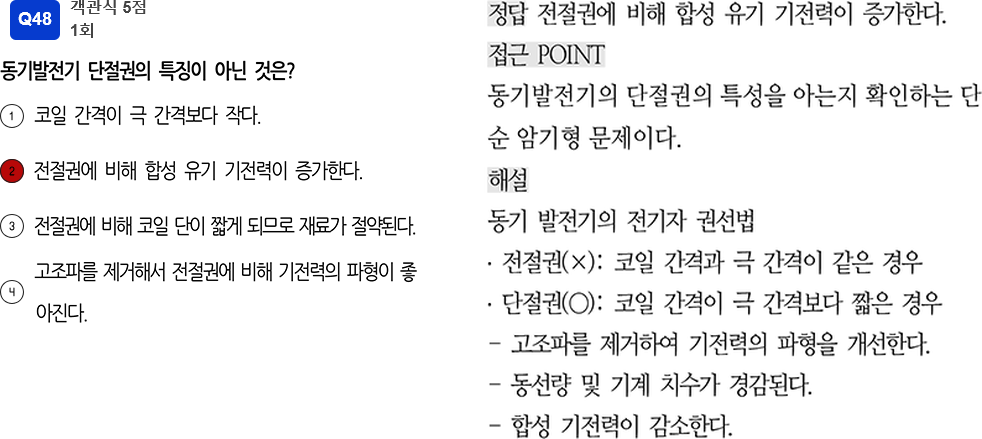 Q48 객관식 5점
1회
동기발전기 단절권의 특징이 아닌 것은?
1 코일 간격이 극 간격보다 작다.
2 전절권에 비해 합성 유기 기전력이 증가한다.
3 전절권에 비해 코일 단이 짧게 되므로 재료가 절약된다.
4 고조파를 제거해서 전절권에 비해 기전력의 파형이 좋
아진다.
정답 전절권에 비해 합성 유기 기전력이 증가한다.
접근 POINT
동기발전기의 단절권의 특성을 아는지 확인하는 단
순 암기형 문제이다.
해설
동기 발전기의 전기자 권선법
· 전절권(×): 코일 간격과 극 간격이 같은 경우
· 단절권(○): 코일 간격이 극 간격보다 짧은 경우
- 고조파를 제거하여 기전력의 파형을 개선한다.
- 동선량 및 기계 치수가 경감된다.
- 합성 기전력이 감소한다.